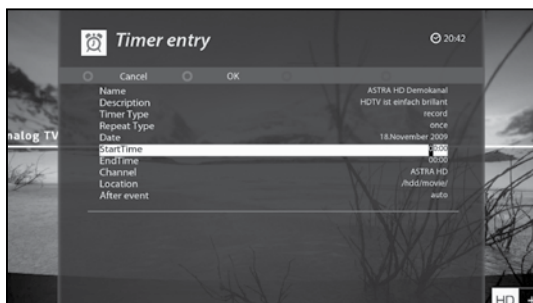 Timer entry
20:42
Cancel OK
Name ASTRA HD Demokanal
Description HDTV ist einfach brillant
Timer Type record
Repeat Type once
Date 18.November 2009
StartTime 20:00
EndTime 00:00
Channel ASTRA HD
Location /hdd/movie/
After event auto
nalog TV
HD +